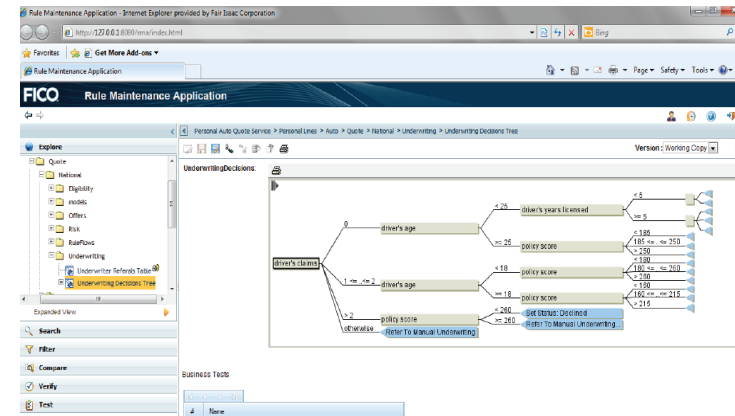 Rule Maintenance Application - Internet Explorer provided by Fair Isaac Corporation
http://127.0.0.1:8080/rma/index.html
Bing
Favorites Get More Add-ons
Rule Maintenance Application
Page Safety Tools
FICO Rule Maintenance Application
Personal Auto Quote Service > Personal Lines > Auto > Quote > National > Underwriting > Underwriting Decisions Tree
Explore
Version: Working Copy
Quote
National
Eligibility
models
Offers
Risk
RuleFlows
Underwriting
Underwriter Referrals Table
Underwriting Decisions Tree
Expanded View
Search
Filter
Compare
Verify
Test
UnderwritingDecisions:
driver's claims
0
driver's age
< 25
driver's years licensed
< 5
>= 5
>= 25
policy score
< 185
185 <= .. <= 250
> 250
1 <= .. <= 2
driver's age
< 18
policy score
< 180
180 <= .. <= 260
> 260
>= 18
policy score
< 160
160 <= .. <= 215
> 215
> 2
policy score
< 260
Set Status: Declined
>= 260
Refer To Manual Underwriting...
otherwise
Refer To Manual Underwriting
Business Tests
# Name